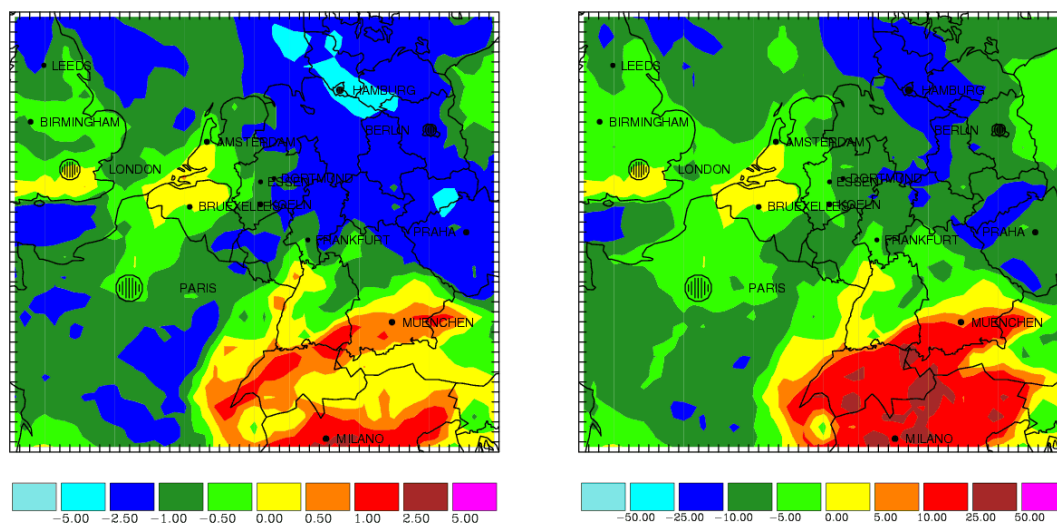 LEEDS
HAMBURG
BIRMINGHAM
BERLIN
AMSTERDAM
LONDON
DORTMUND
ESSEN
BRUEXELLES
KOELN
PRAHA
FRANKFURT
PARIS
MUENCHEN
MILANO
−5.00 −2.50 −1.00 −0.50 0.00 0.50 1.00 2.50 5.00
LEEDS
HAMBURG
BIRMINGHAM
BERLIN
AMSTERDAM
LONDON
DORTMUND
ESSEN
BRUEXELLES
KOELN
PRAHA
FRANKFURT
PARIS
MUENCHEN
MILANO
−50.00 −25.00 −10.00 −5.00 0.00 5.00 10.00 25.00 50.00